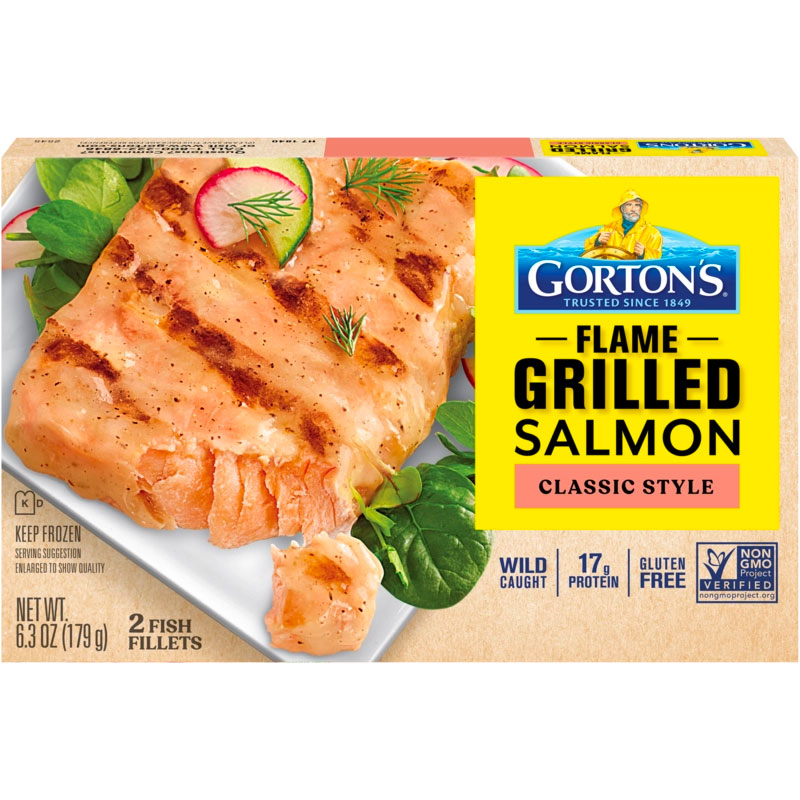 Questions? Comments?
GORTON'S
TRUSTED SINCE 1849
FLAME
GRILLED
SALMON
CLASSIC STYLE
K D
KEEP FROZEN
SERVING SUGGESTION
ENLARGED TO SHOW QUALITY
NET WT.
6.3 OZ (179 g)
2 FISH
FILLETS
WILD
CAUGHT
17g
PROTEIN
GLUTEN
FREE
NON
GMO
Project
VERIFIED
nongmoproject.org